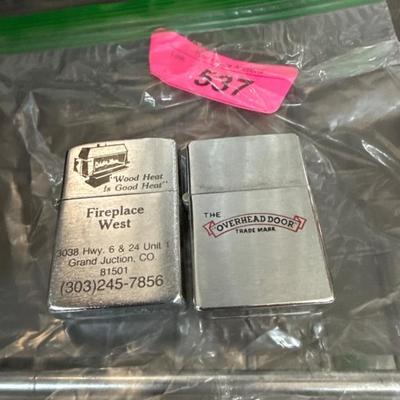 537
"Wood Heat
Is Good Heat"
Fireplace
West
3038 Hwy. 6 & 24 Unit 1
Grand Juction, CO
81501
(303)245-7856
THE
OVERHEAD DOOR
TRADE MARK